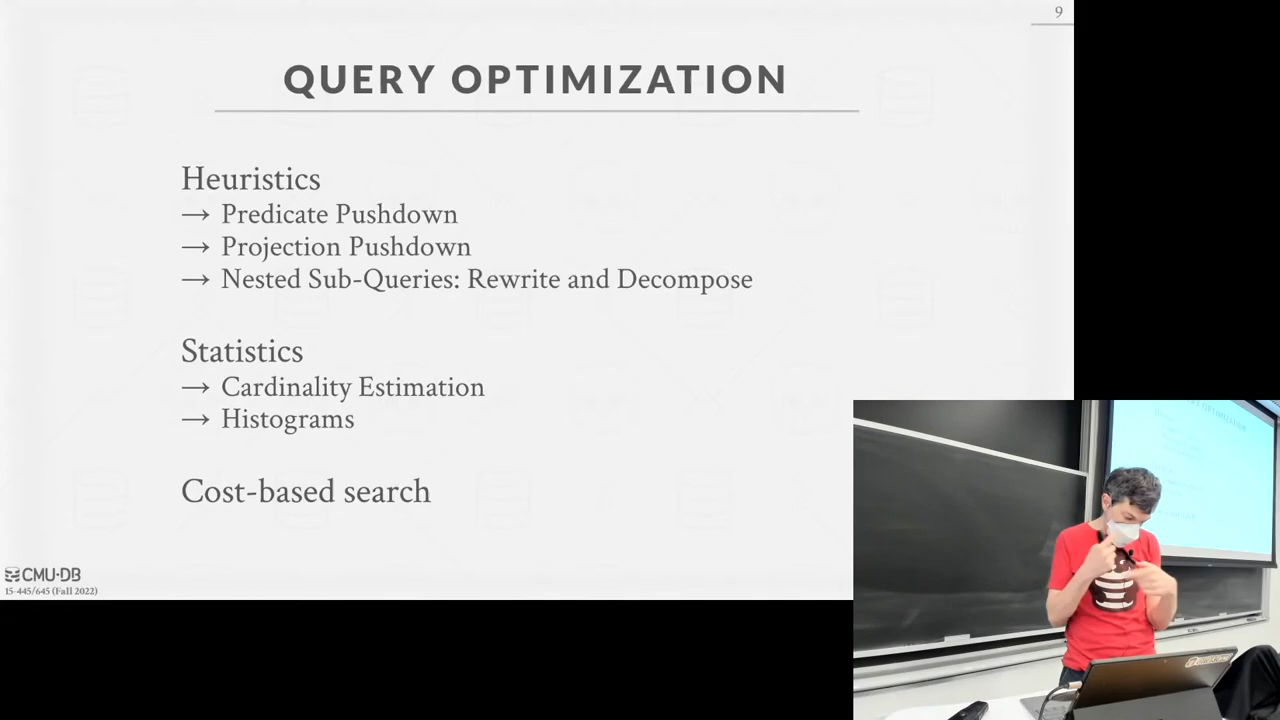 9
QUERY OPTIMIZATION
Heuristics
→ Predicate Pushdown
→ Projection Pushdown
→ Nested Sub-Queries: Rewrite and Decompose
Statistics
→ Cardinality Estimation
→ Histograms
Cost-based search
CMU·DB
15-445/645 (Fall 2022)